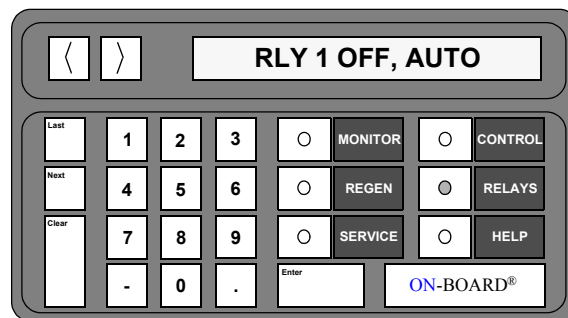 〈 〉 RLY 1 OFF, AUTO
Last 1 2 3 MONITOR CONTROL
Next 4 5 6 REGEN RELAYS
Clear 7 8 9 SERVICE HELP
- 0 . Enter ON-BOARD®